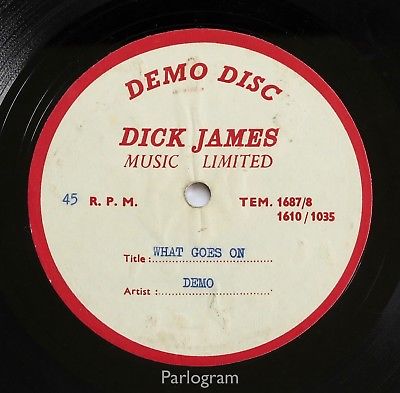 DEMO DISC
DICK JAMES
MUSIC LIMITED
45 R. P. M. TEM. 1687/8
1610/1035
Title :WHAT GOES ON
Artist :DEMO
Parlogram